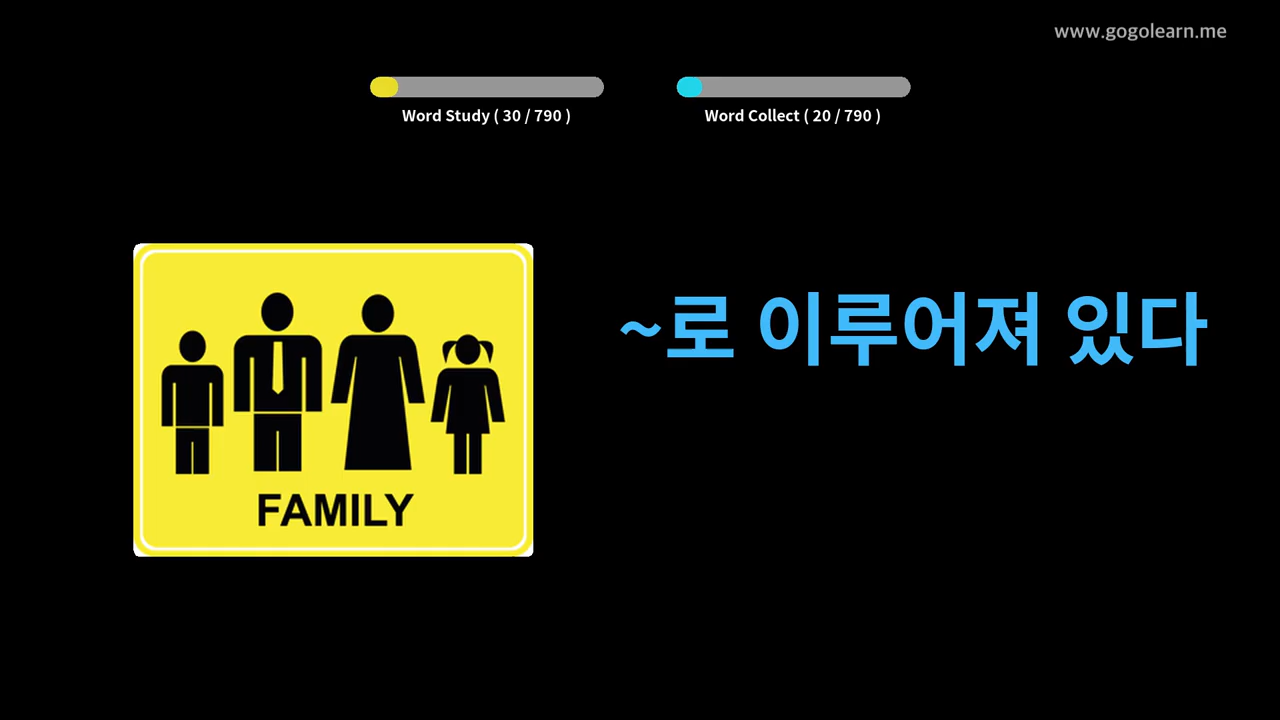 www.gogolearn.me
Word Study ( 30 / 790 )
Word Collect ( 20 / 790 )
~로 이루어져 있다
FAMILY